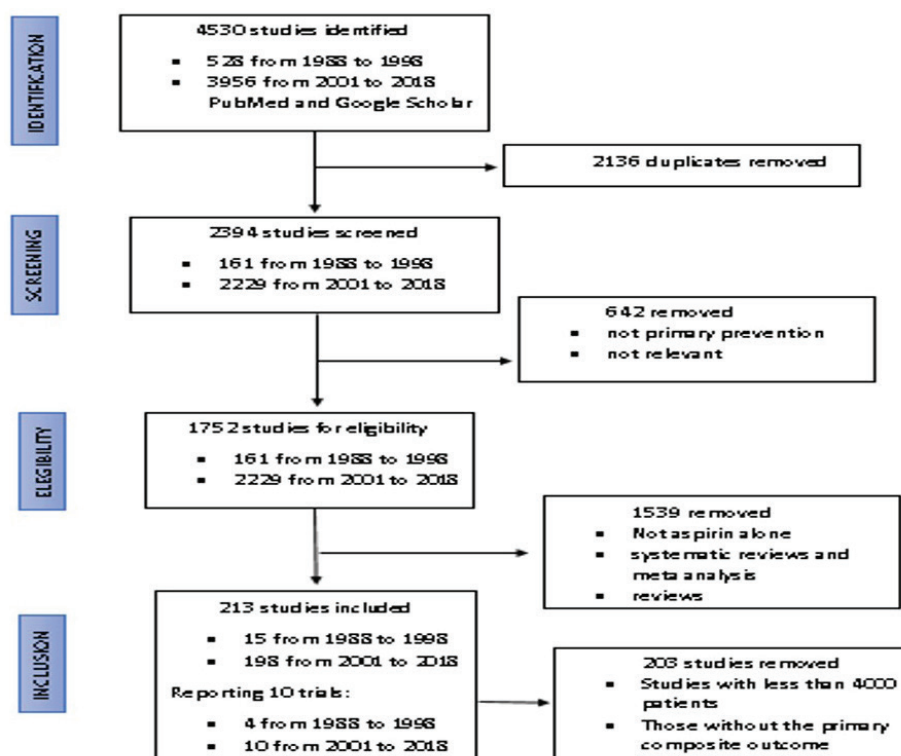 IDENTIFICATION
4530 studies identified
▪ 528 from 1988 to 1998
▪ 3956 from 2001 to 2018
PubMed and Google Scholar
2136 duplicates removed
SCREENING
2394 studies screened
▪ 161 from 1988 to 1998
▪ 2229 from 2001 to 2018
642 removed
▪ not primary prevention
▪ not relevant
ELEGIBILITY
1752 studies for eligibility
▪ 161 from 1988 to 1998
▪ 2229 from 2001 to 2018
1539 removed
▪ Not aspirin alone
▪ systematic reviews and
meta analysis
▪ reviews
INCLUSION
213 studies included
▪ 15 from 1988 to 1998
▪ 198 from 2001 to 2018
Reporting 10 trials:
▪ 4 from 1988 to 1998
▪ 10 from 2001 to 2018
203 studies removed
▪ Studies with less than 4000
patients
▪ Those without the primary
composite outcome